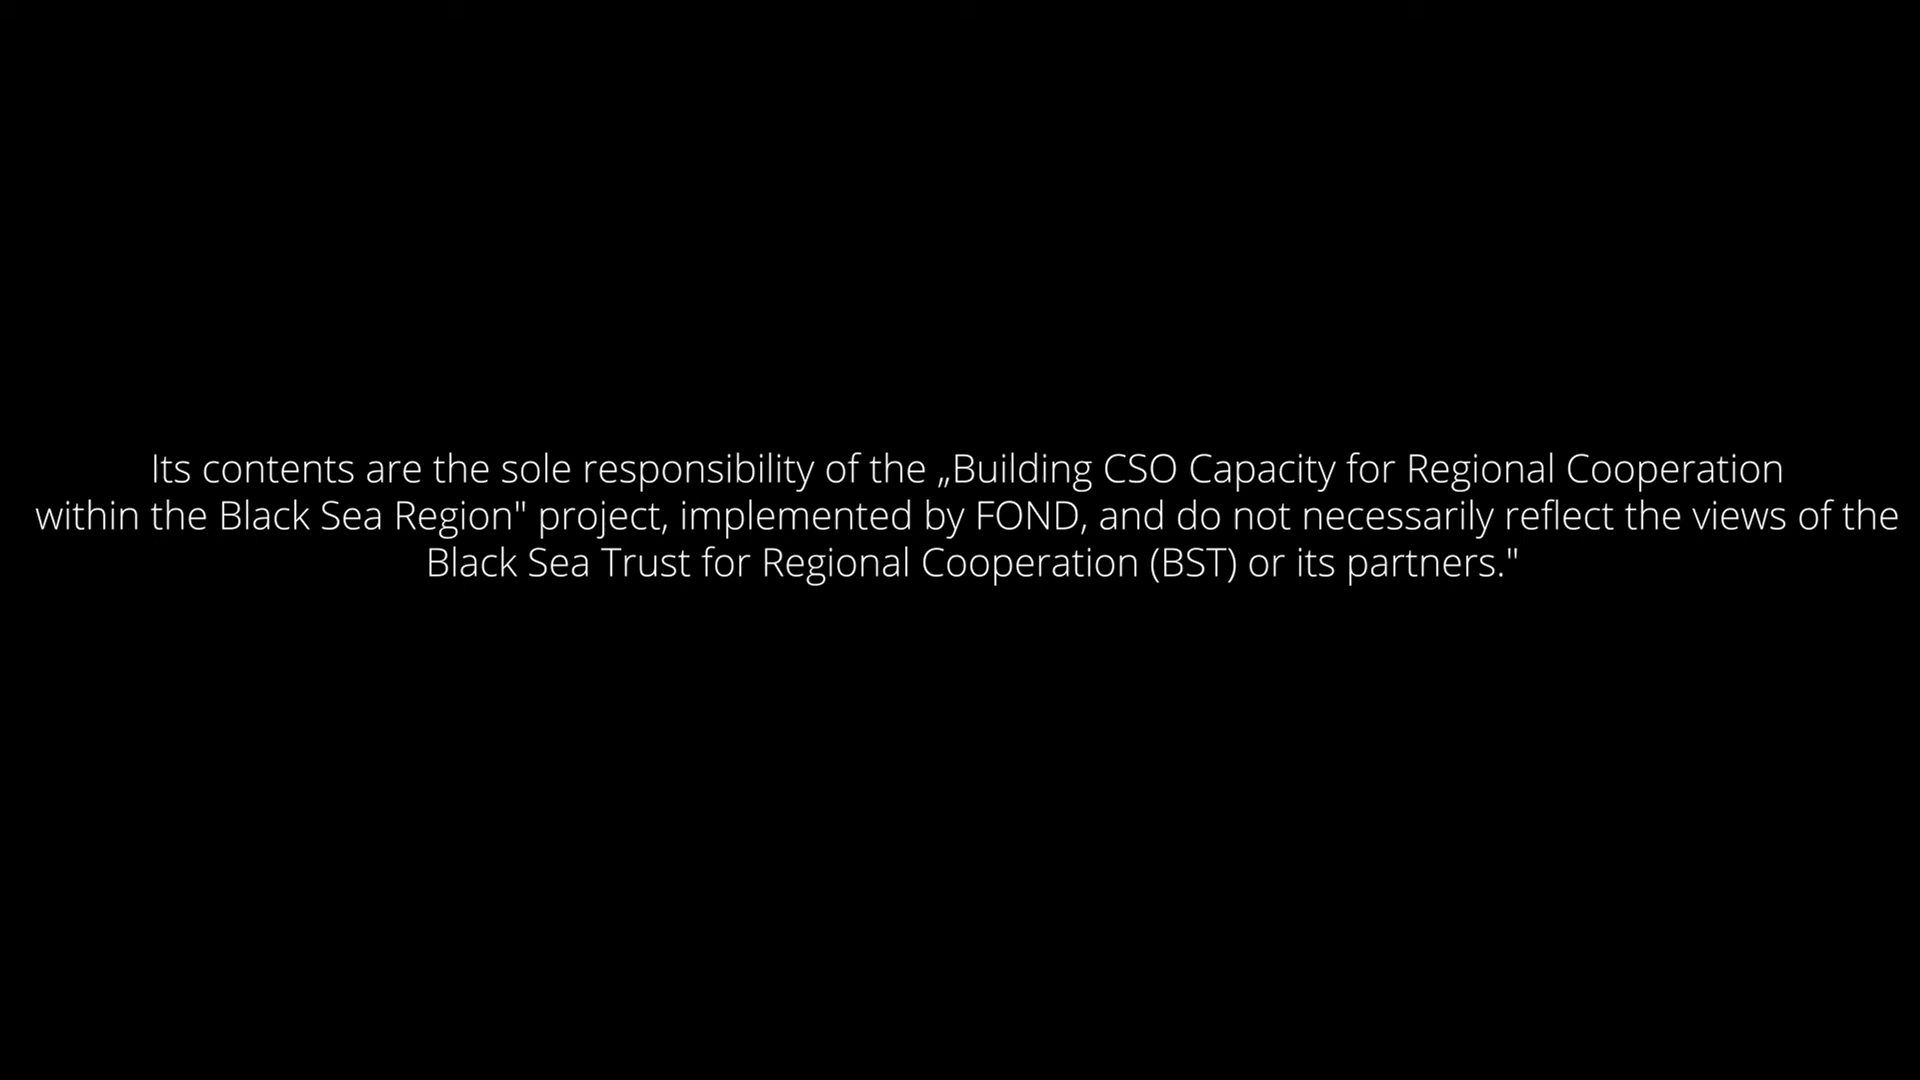 Its contents are the sole responsibility of the „Building CSO Capacity for Regional Cooperation
within the Black Sea Region" project, implemented by FOND, and do not necessarily reflect the views of the
Black Sea Trust for Regional Cooperation (BST) or its partners."